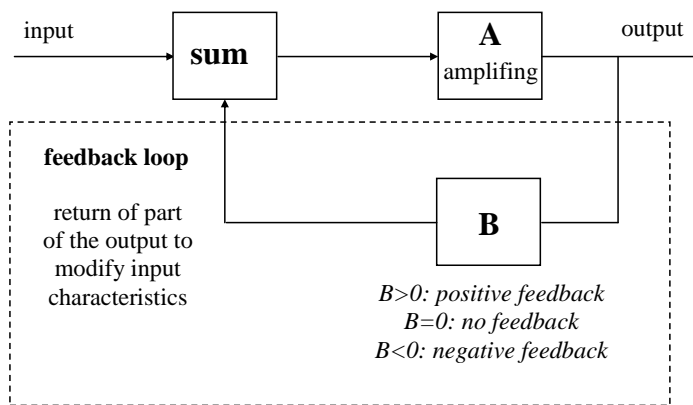 input
sum
A
amplifing
output
feedback loop
return of part
of the output to
modify input
characteristics
B
B>0: positive feedback
B=0: no feedback
B<0: negative feedback